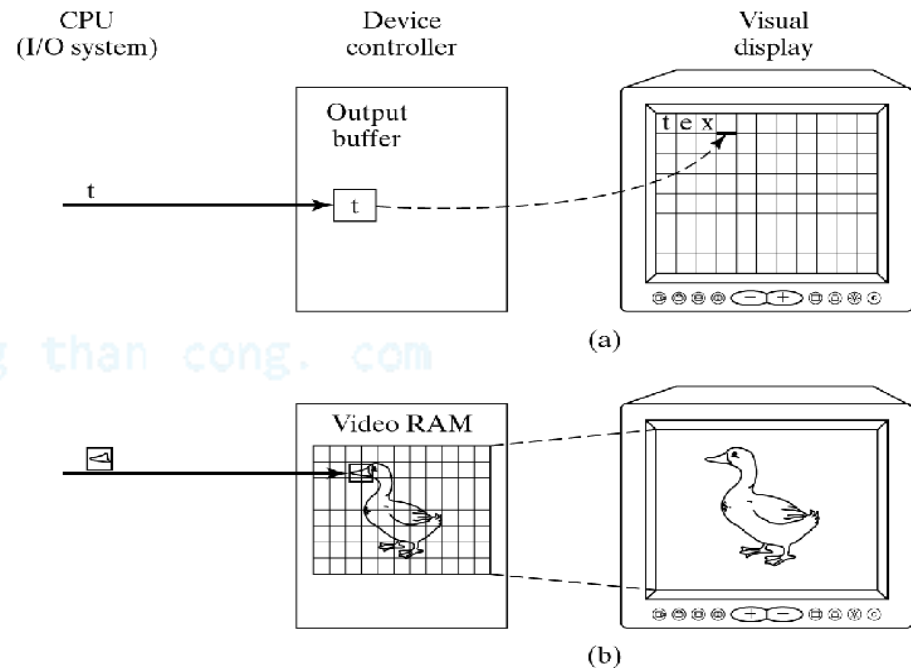 CPU
(I/O system)
Device
controller
Visual
display
Output
buffer
t
t
t e x
(a)
g than cong. com
Video RAM
(b)